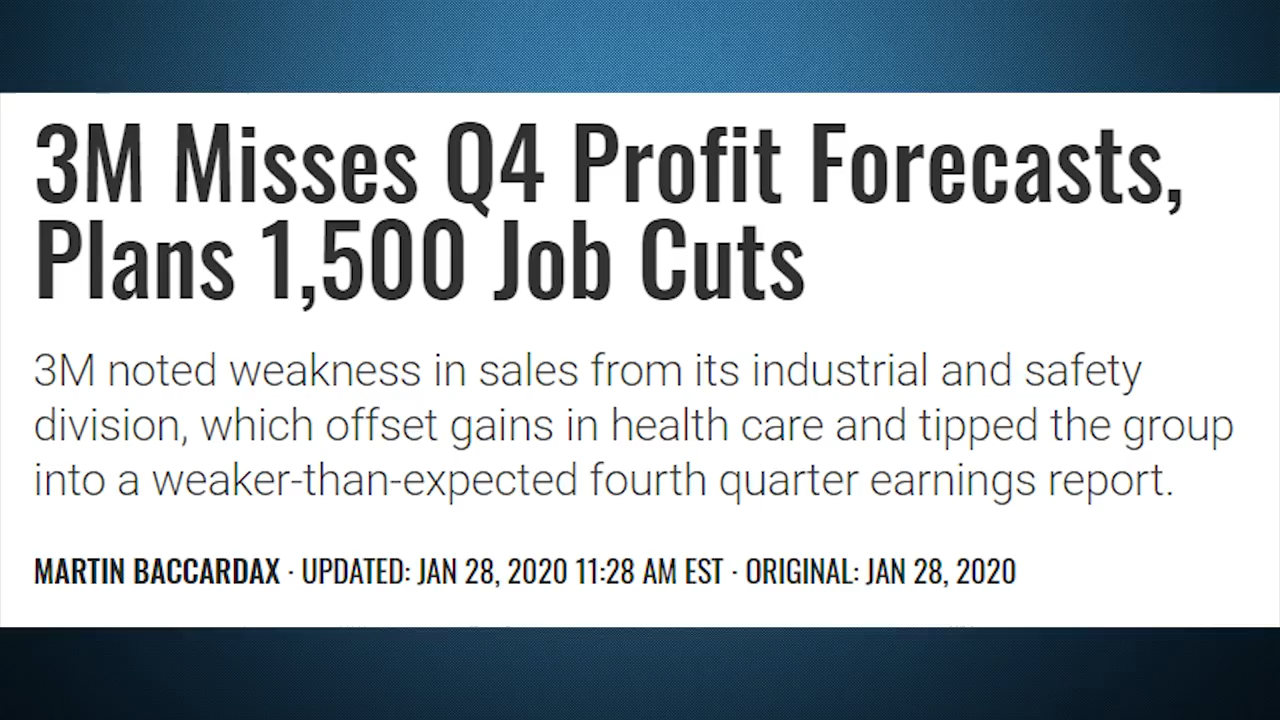 3M Misses Q4 Profit Forecasts,
Plans 1,500 Job Cuts
3M noted weakness in sales from its industrial and safety
division, which offset gains in health care and tipped the group
into a weaker-than-expected fourth quarter earnings report.
MARTIN BACCARDAX · UPDATED: JAN 28, 2020 11:28 AM EST · ORIGINAL: JAN 28, 2020